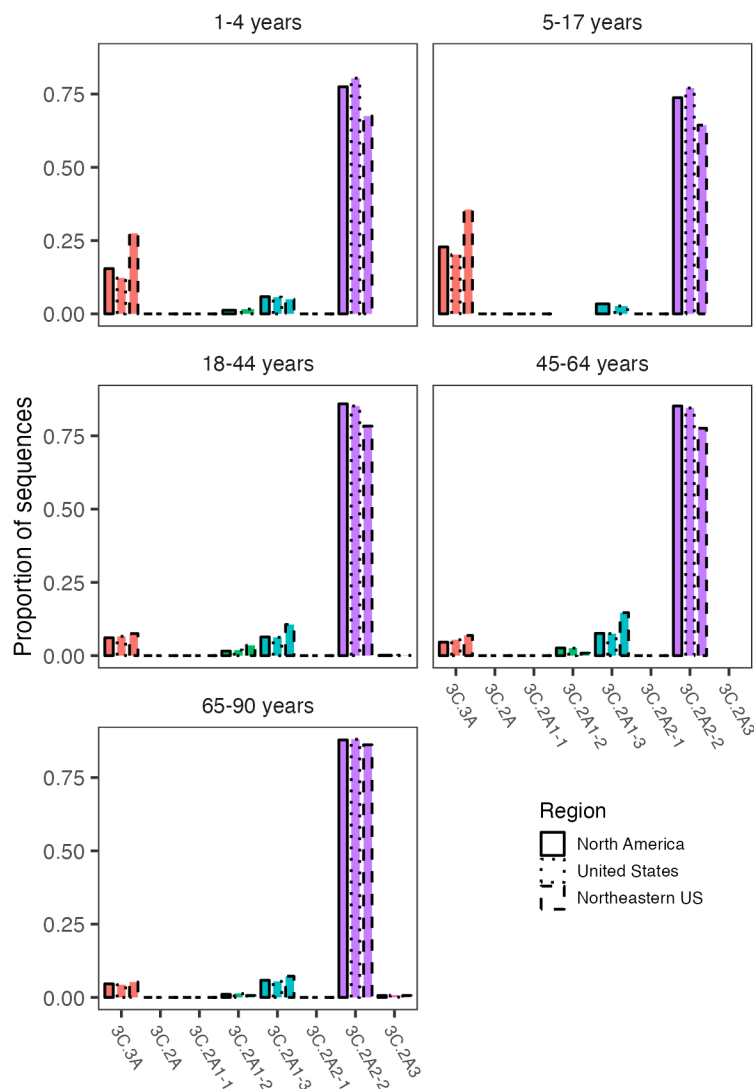 1-4 years
5-17 years
0.75
0.50
0.25
0.00
18-44 years
45-64 years
Proportion of sequences
0.75
0.50
0.25
0.00
3C.3A
3C.2A
3C.2A1-1
3C.2A1-2
3C.2A1-3
3C.2A2-1
3C.2A2-2
3C.2A3
65-90 years
0.75
0.50
0.25
0.00
3C.3A
3C.2A
3C.2A1-1
3C.2A1-2
3C.2A1-3
3C.2A2-1
3C.2A2-2
3C.2A3
Region
North America
United States
Northeastern US